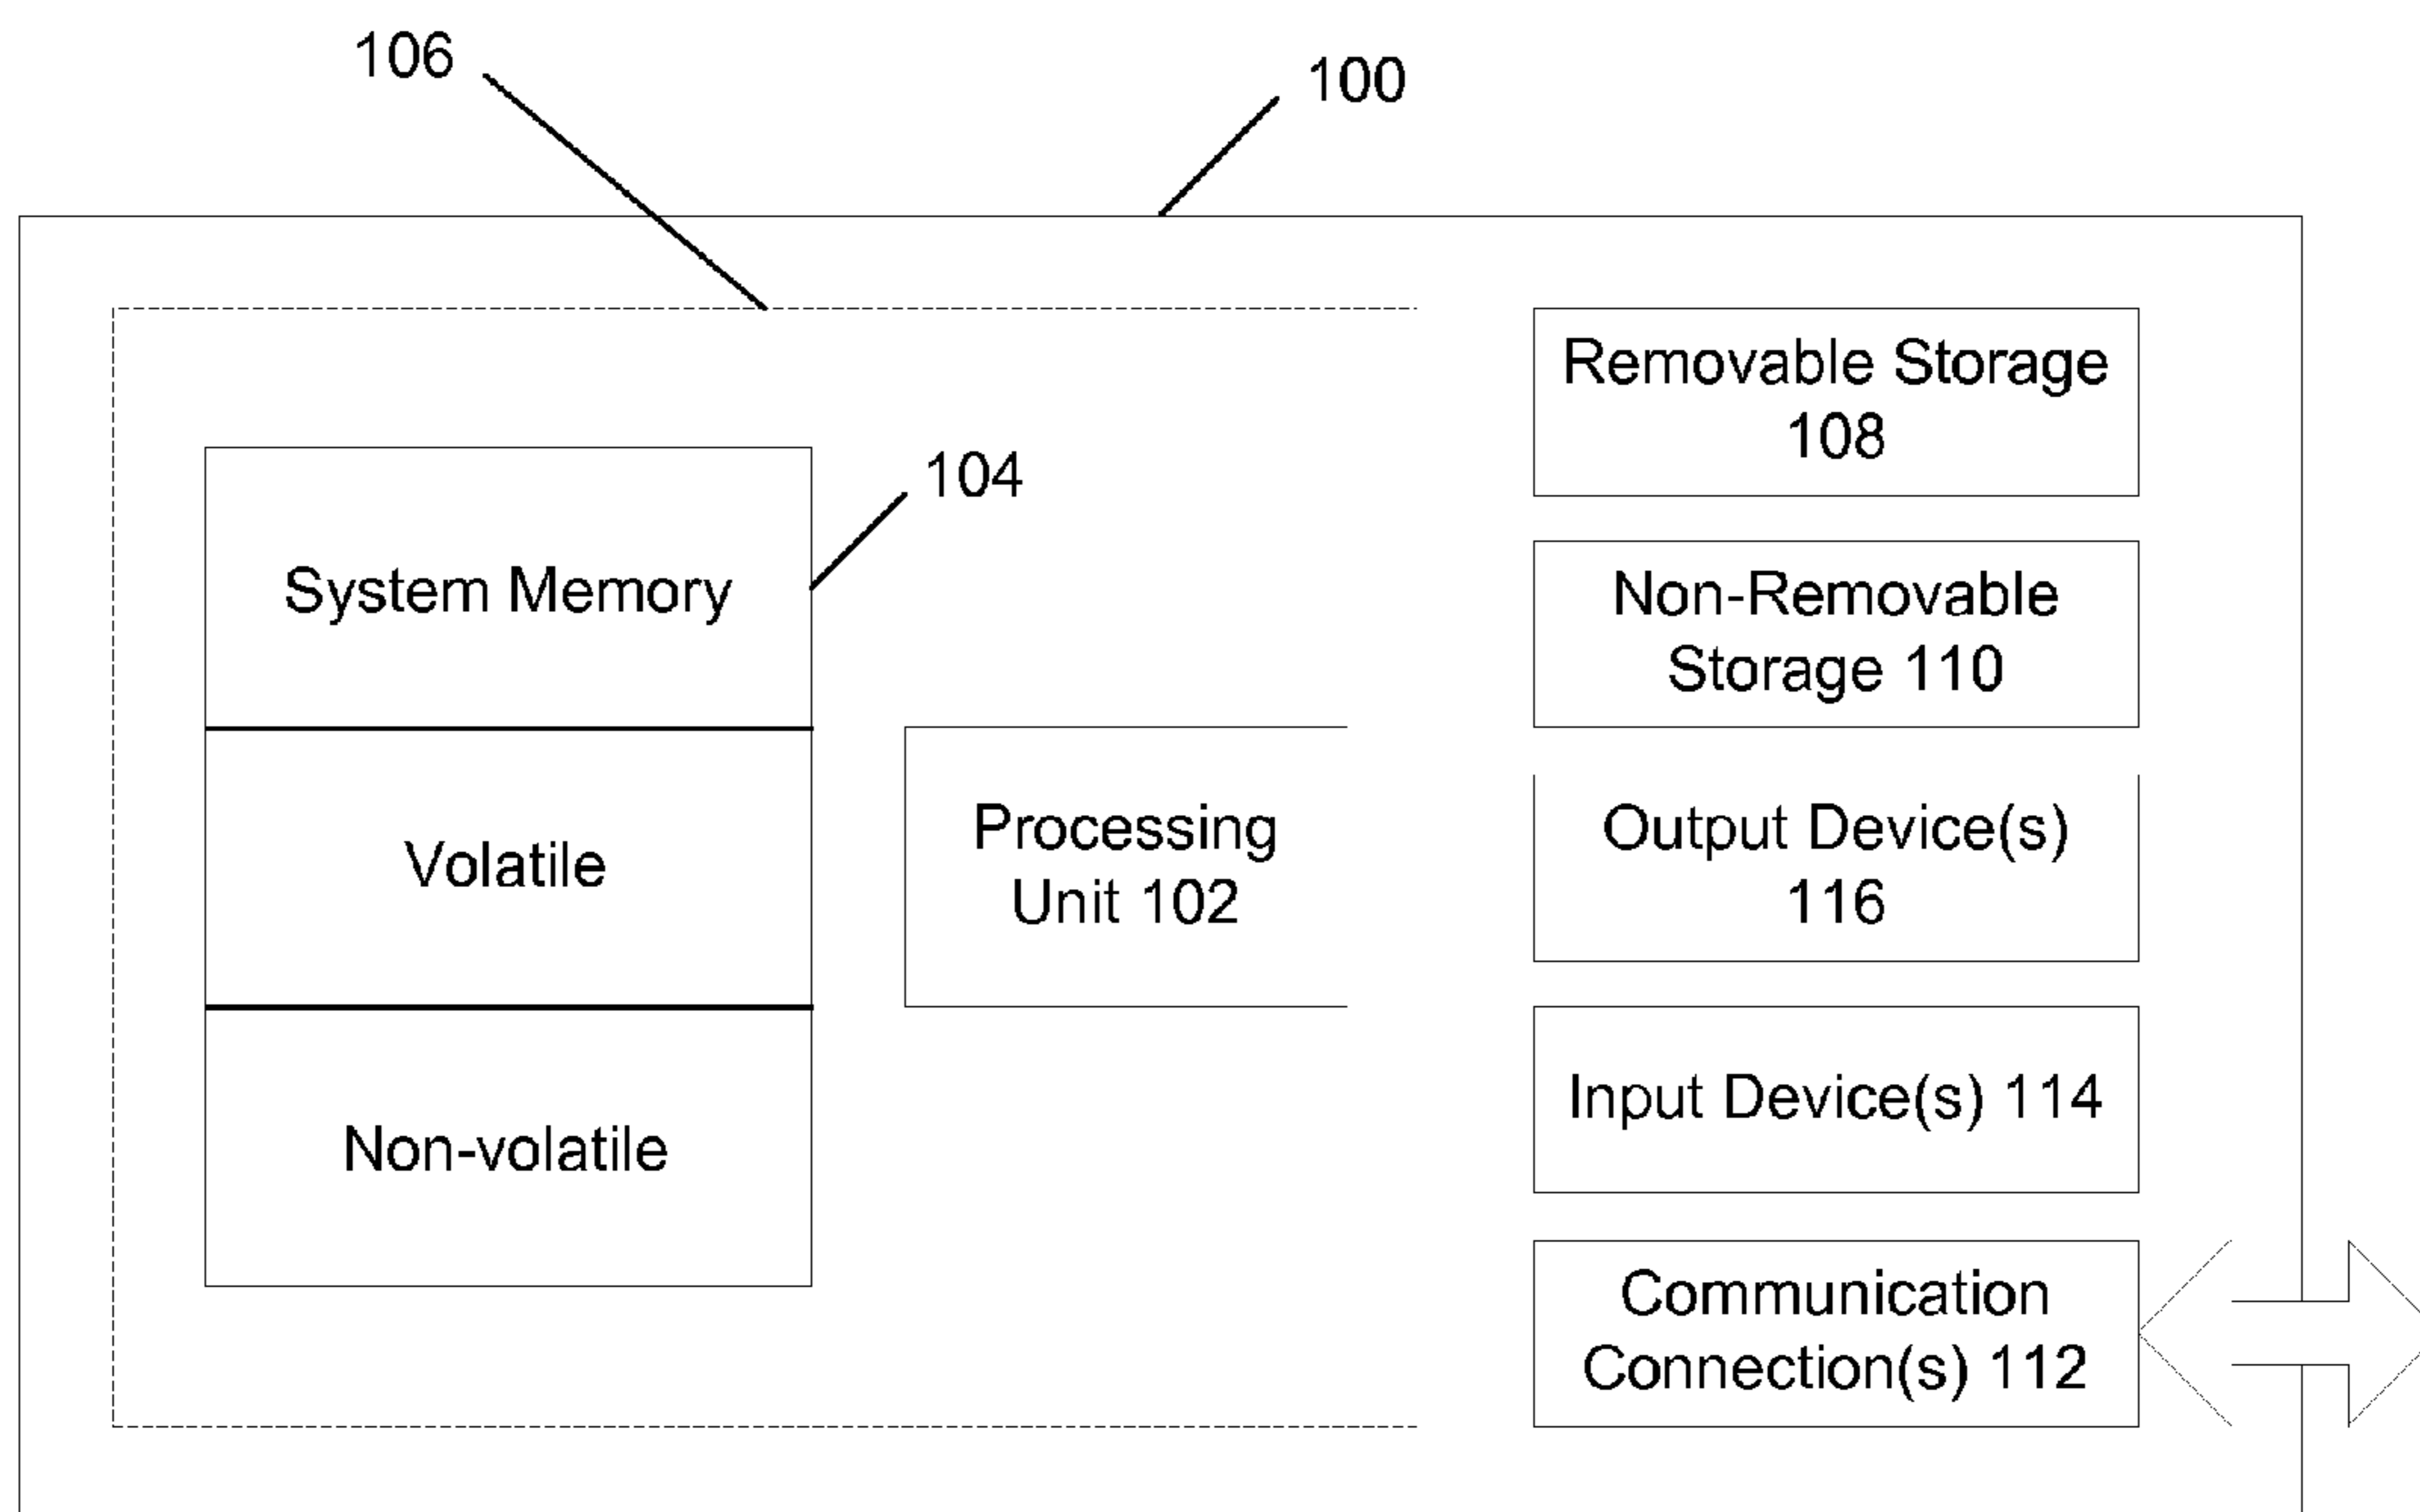 106
100
Removable Storage
108
104
System Memory
Non-Removable
Storage 110
Volatile
Processing
Unit 102
Output Device(s)
116
Non-volatile
Input Device(s) 114
Communication
Connection(s) 112